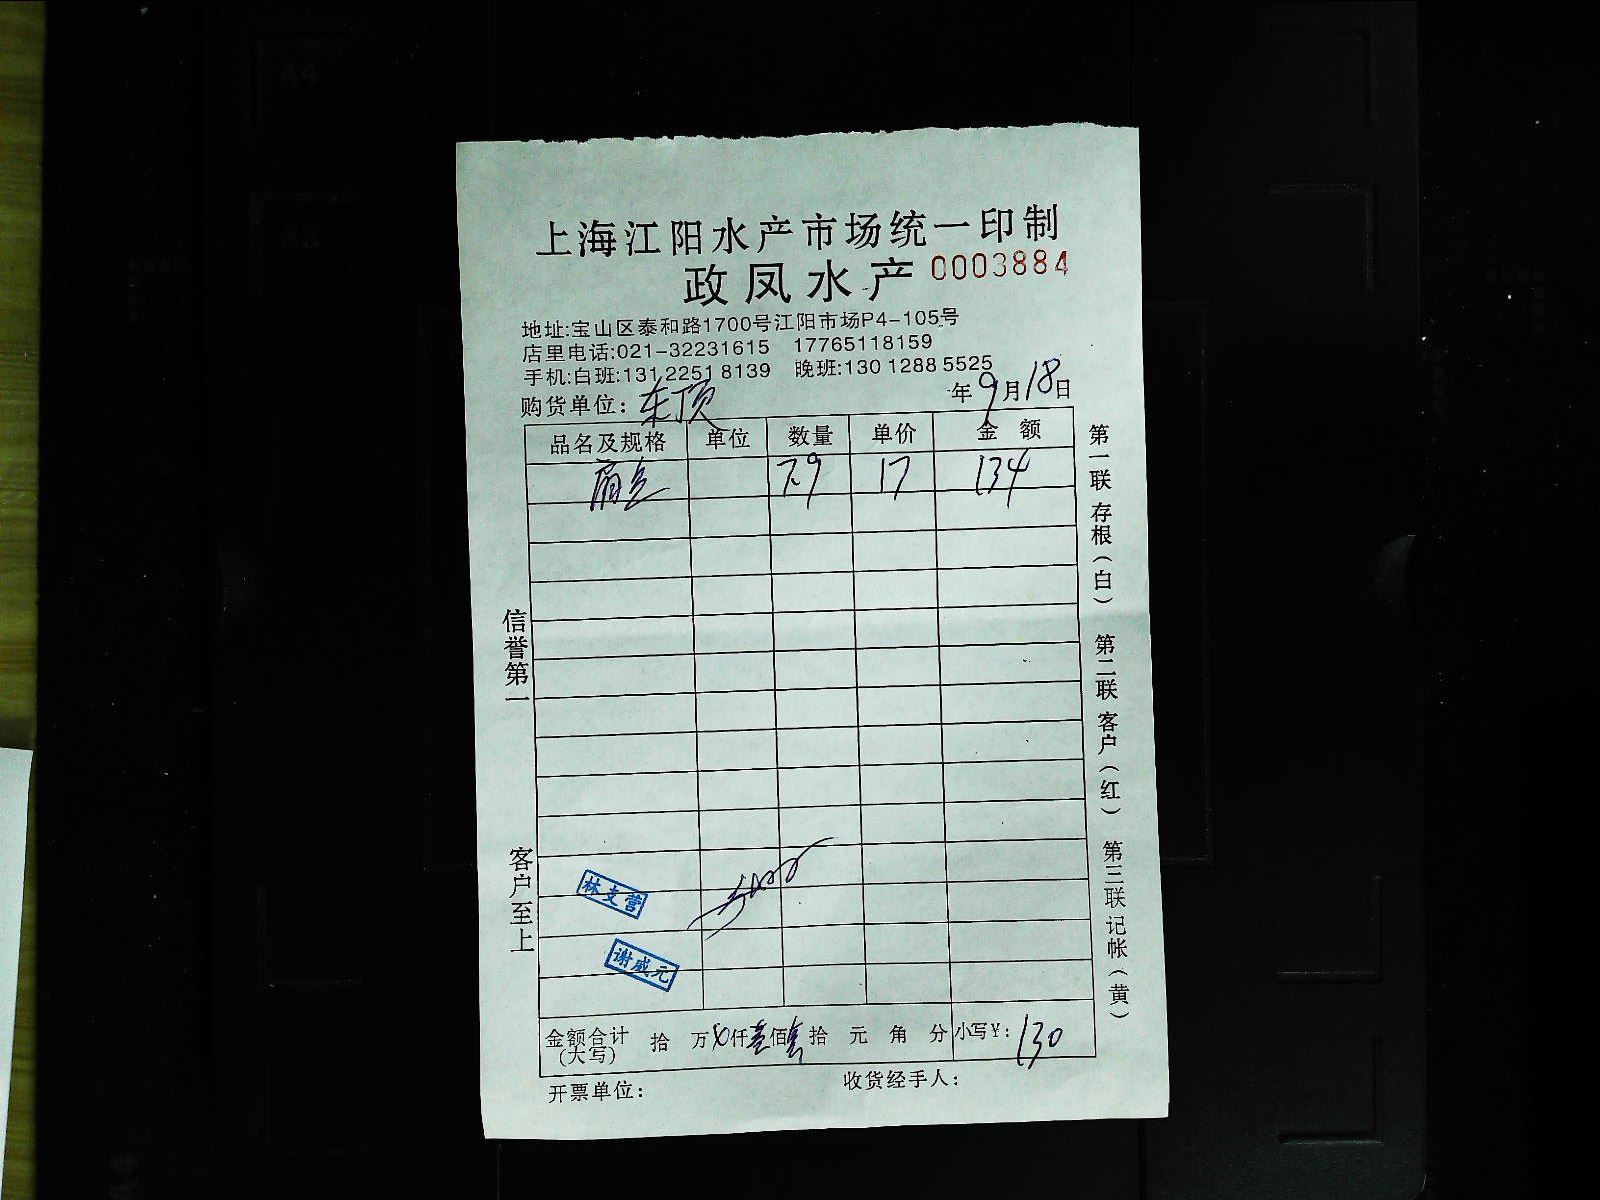 上海江阳水产市场统一印制
政凤水产 0003884
地址:宝山区泰和路1700号江阳市场P4-105号
店里电话:021-32231615 17765118159
手机:白班:131 2251 8139 晚班:130 1288 5525
购货单位: 东顶 年9月18日
品名及规格 单位 数量 单价 金额
7.9 17 134
信誉第一
客户至上
林支营
谢威元
金额合计(大写) 拾 万 仟壹佰 拾 元 角 分 小写¥: 130
开票单位: 收货经手人:
第一联 存根(白) 第二联 客户(红) 第三联 记帐(黄)